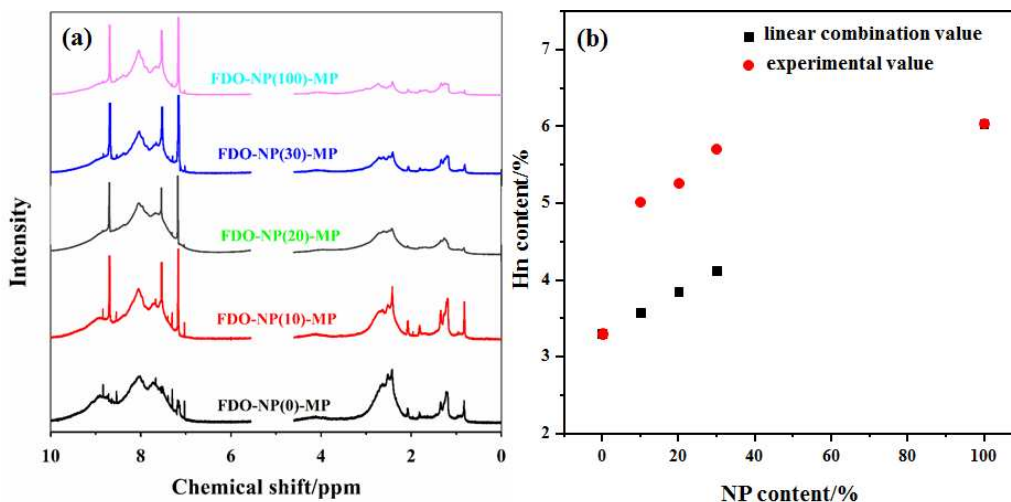 (a)
FDO-NP(100)-MP
FDO-NP(30)-MP
FDO-NP(20)-MP
FDO-NP(10)-MP
FDO-NP(0)-MP
Intensity
10 8 6 4 2 0
Chemical shift/ppm
(b)
linear combination value
experimental value
7
6
5
4
3
2
Hn content/%
0 20 40 60 80 100
NP content/%